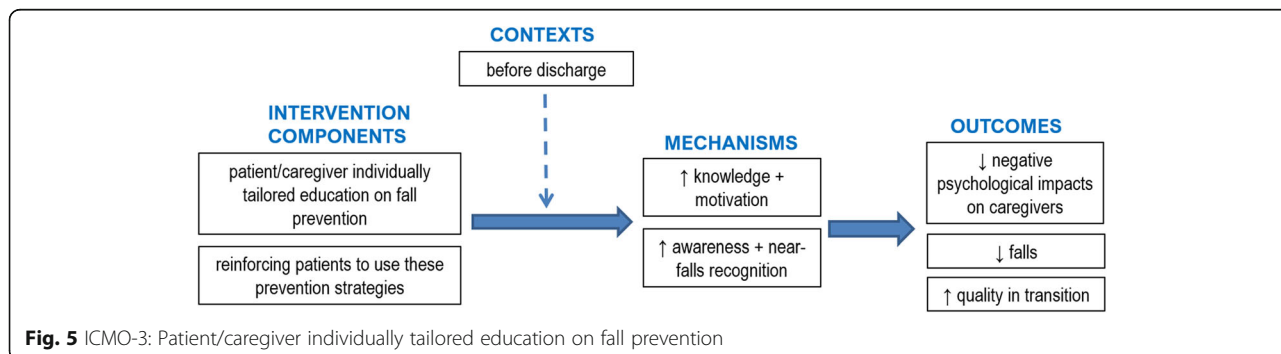 CONTEXTS
before discharge
INTERVENTION
COMPONENTS
patient/caregiver individually
tailored education on fall
prevention
reinforcing patients to use these
prevention strategies
MECHANISMS
↑ knowledge +
motivation
↑ awareness + near-
falls recognition
OUTCOMES
↓ negative
psychological impacts
on caregivers
↓ falls
↑ quality in transition
Fig. 5 ICMO-3: Patient/caregiver individually tailored education on fall prevention